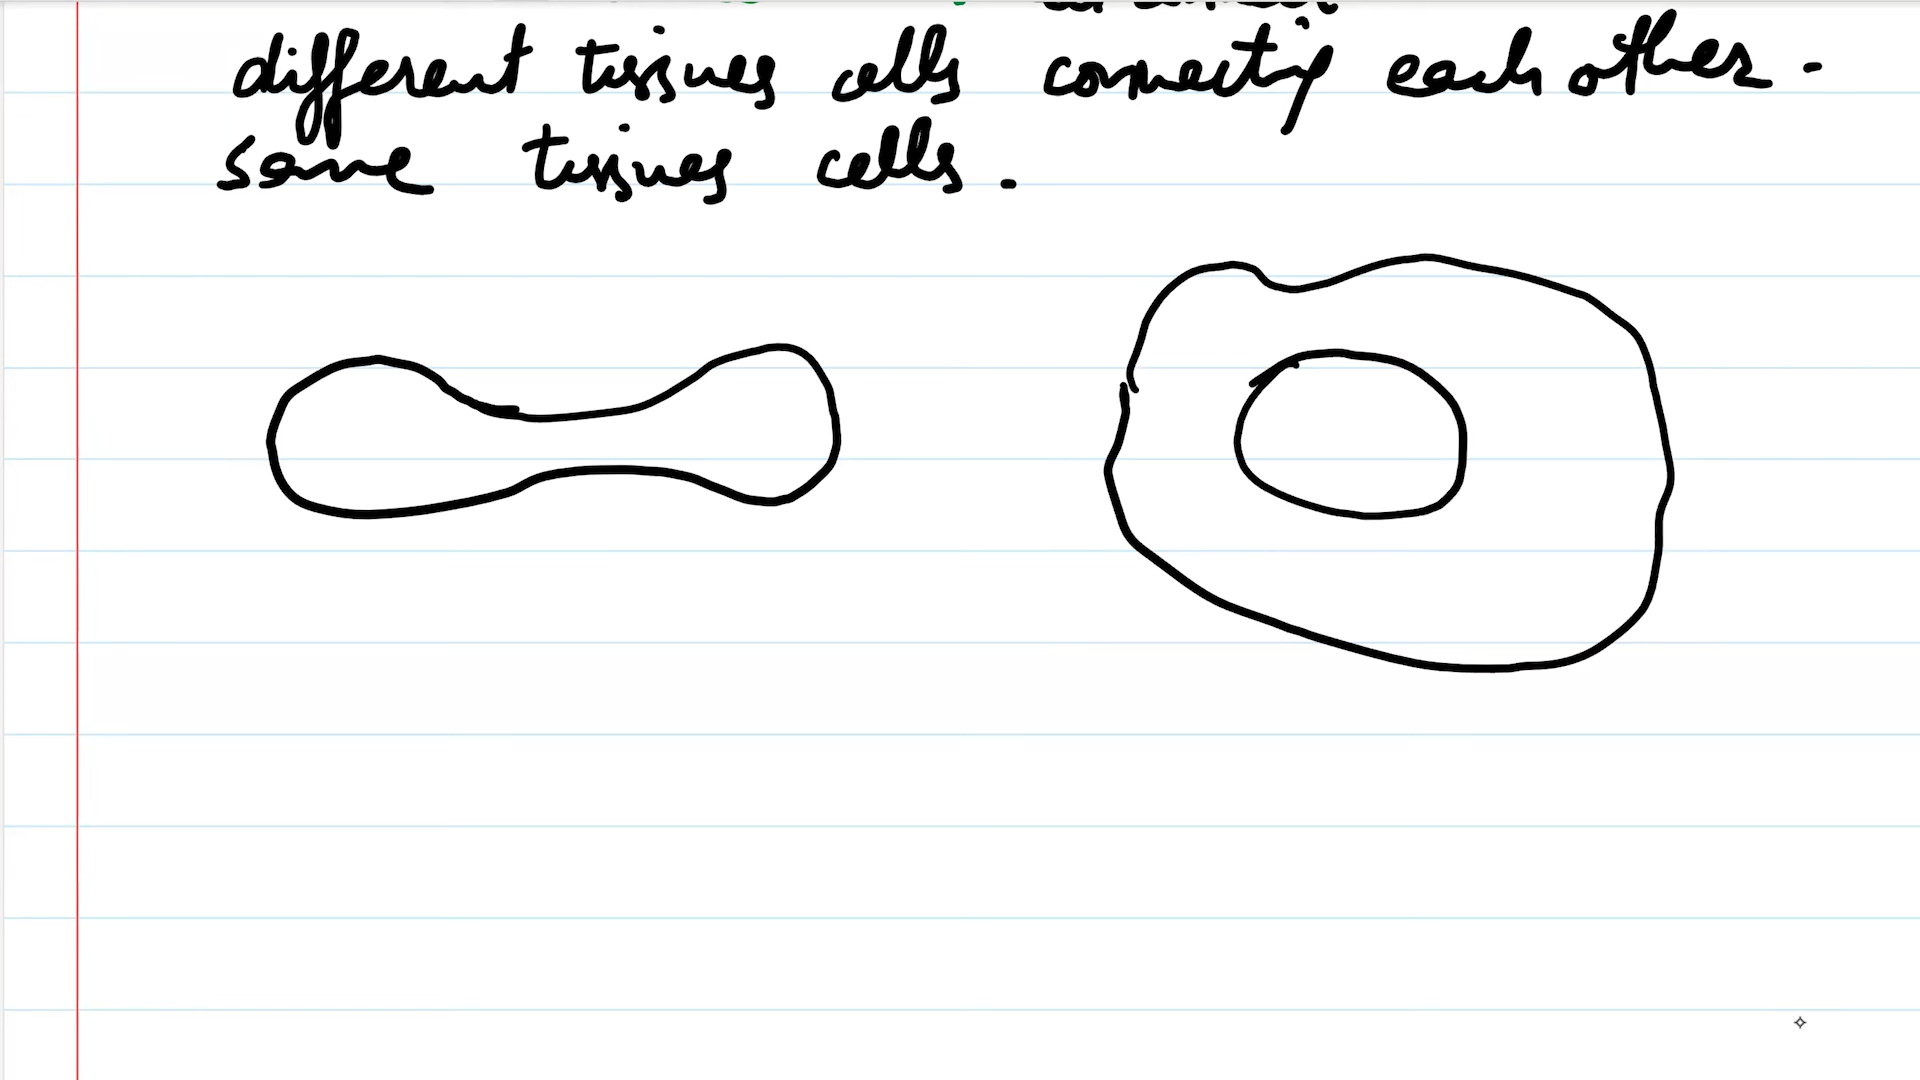 different tissues cells connecting each other.
same tissues cells.